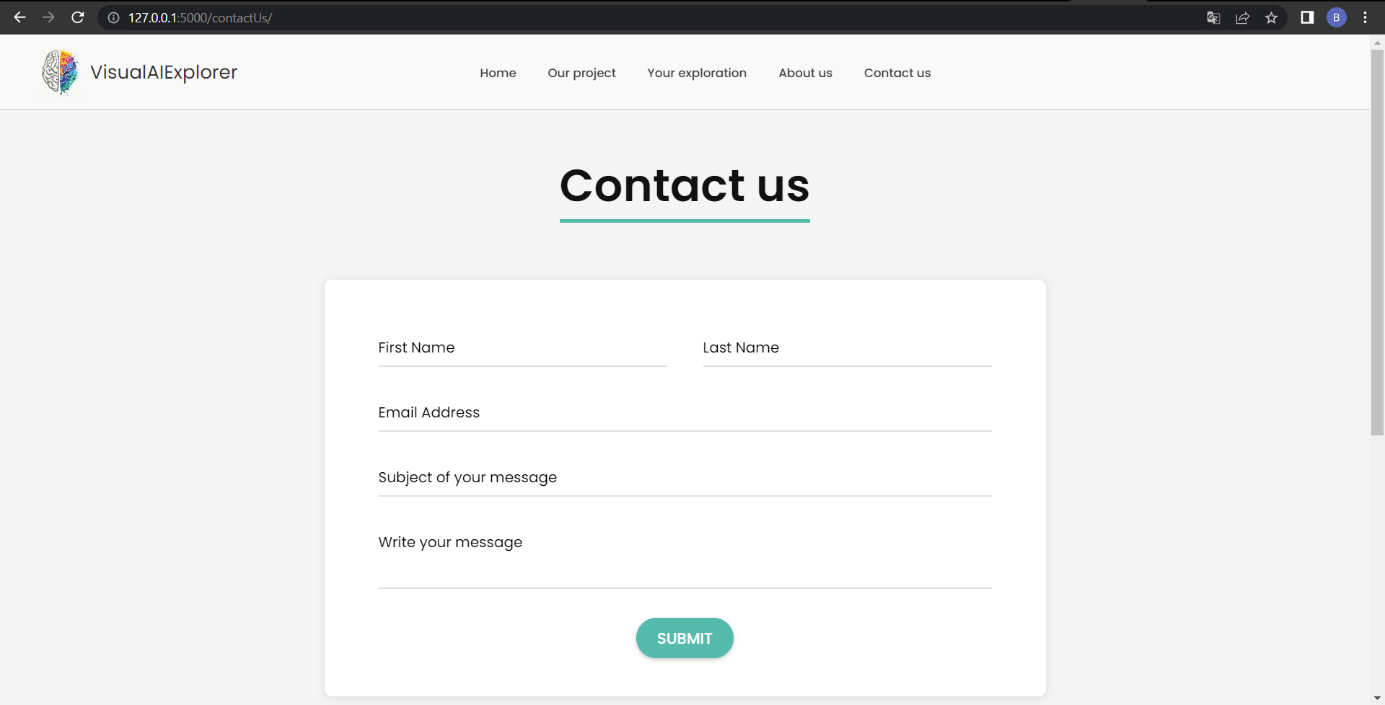 127.0.0.1:5000/contactUs/
B
VisualAIExplorer
Home Our project Your exploration About us Contact us
Contact us
First Name Last Name
Email Address
Subject of your message
Write your message
SUBMIT